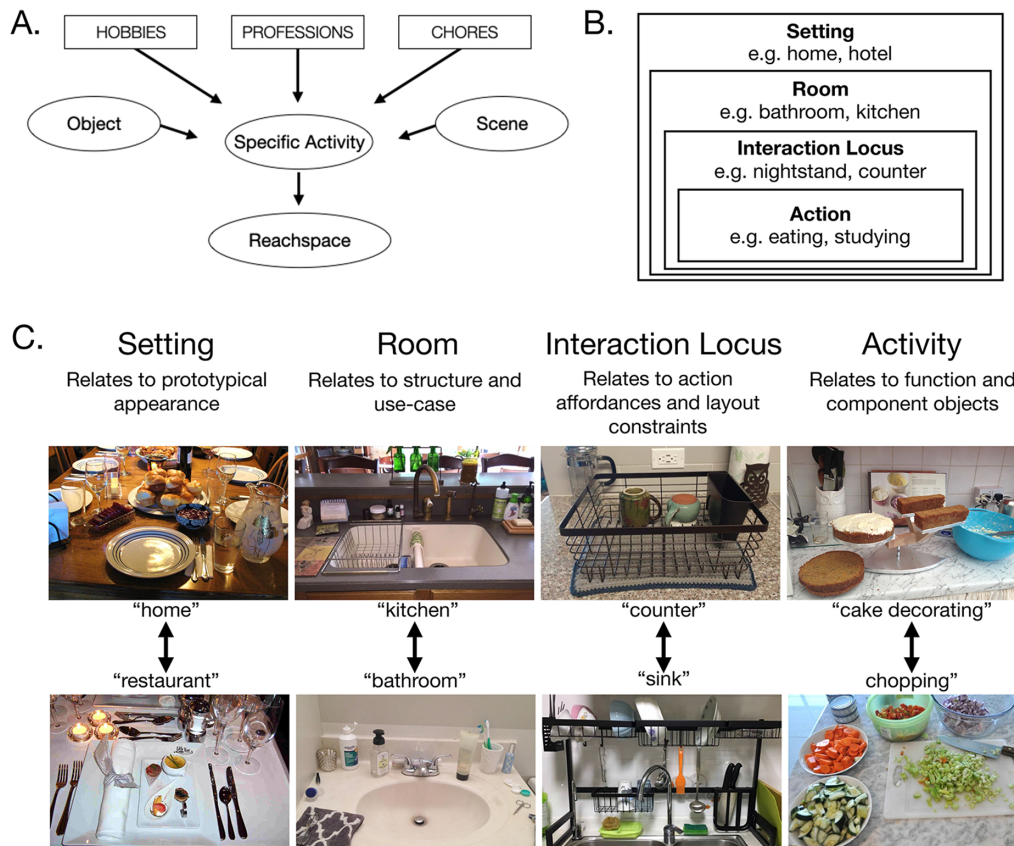 A.
HOBBIES
PROFESSIONS
CHORES
Object
Specific Activity
Scene
Reachspace
B.
Setting
e.g. home, hotel
Room
e.g. bathroom, kitchen
Interaction Locus
e.g. nightstand, counter
Action
e.g. eating, studying
C.
Setting
Relates to prototypical
appearance
Room
Relates to structure and
use-case
Interaction Locus
Relates to action
affordances and layout
constraints
Activity
Relates to function and
component objects
“home”
“kitchen”
“counter”
“cake decorating”
“restaurant”
“bathroom”
“sink”
chopping”